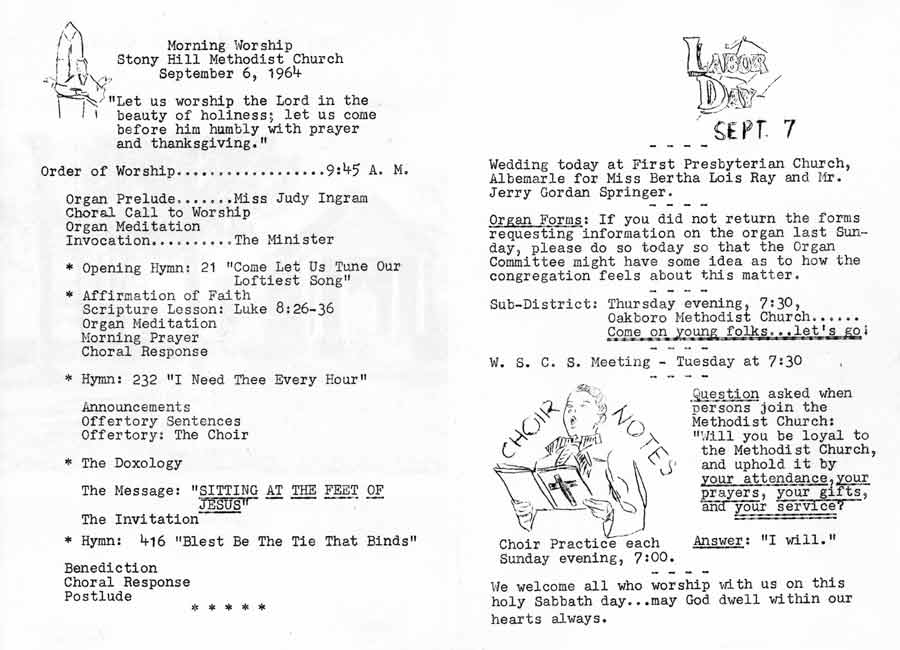 Morning Worship
Stony Hill Methodist Church
September 6, 1964
"Let us worship the Lord in the
beauty of holiness; let us come
before him humbly with prayer
and thanksgiving."
Order of Worship..................9:45 A. M.
Organ Prelude.......Miss Judy Ingram
Choral Call to Worship
Organ Meditation
Invocation..........The Minister
* Opening Hymn: 21 "Come Let Us Tune Our
Loftiest Song"
* Affirmation of Faith
Scripture Lesson: Luke 8:26-36
Organ Meditation
Morning Prayer
Choral Response
* Hymn: 232 "I Need Thee Every Hour"
Announcements
Offertory Sentences
Offertory: The Choir
* The Doxology
The Message: "SITTING AT THE FEET OF
JESUS"
The Invitation
* Hymn: 416 "Blest Be The Tie That Binds"
Benediction
Choral Response
Postlude
* * * * *
LABOR
DAY
SEPT. 7
- - - -
Wedding today at First Presbyterian Church,
Albemarle for Miss Bertha Lois Ray and Mr.
Jerry Gordan Springer.
- - - -
Organ Forms: If you did not return the forms
requesting information on the organ last Sun-
day, please do so today so that the Organ
Committee might have some idea as to how the
congregation feels about this matter.
- - - -
Sub-District: Thursday evening, 7:30,
Oakboro Methodist Church......
Come on young folks...let's go!
- - - -
W. S. C. S. Meeting - Tuesday at 7:30
- - - -
CHOIR NOTES
Choir Practice each
Sunday evening, 7:00.
Question asked when
persons join the
Methodist Church:
"Will you be loyal to
the Methodist Church,
and uphold it by
your attendance,your
prayers, your gifts,
and your service?
Answer: "I will."
- - - -
We welcome all who worship with us on this
holy Sabbath day...may God dwell within our
hearts always.